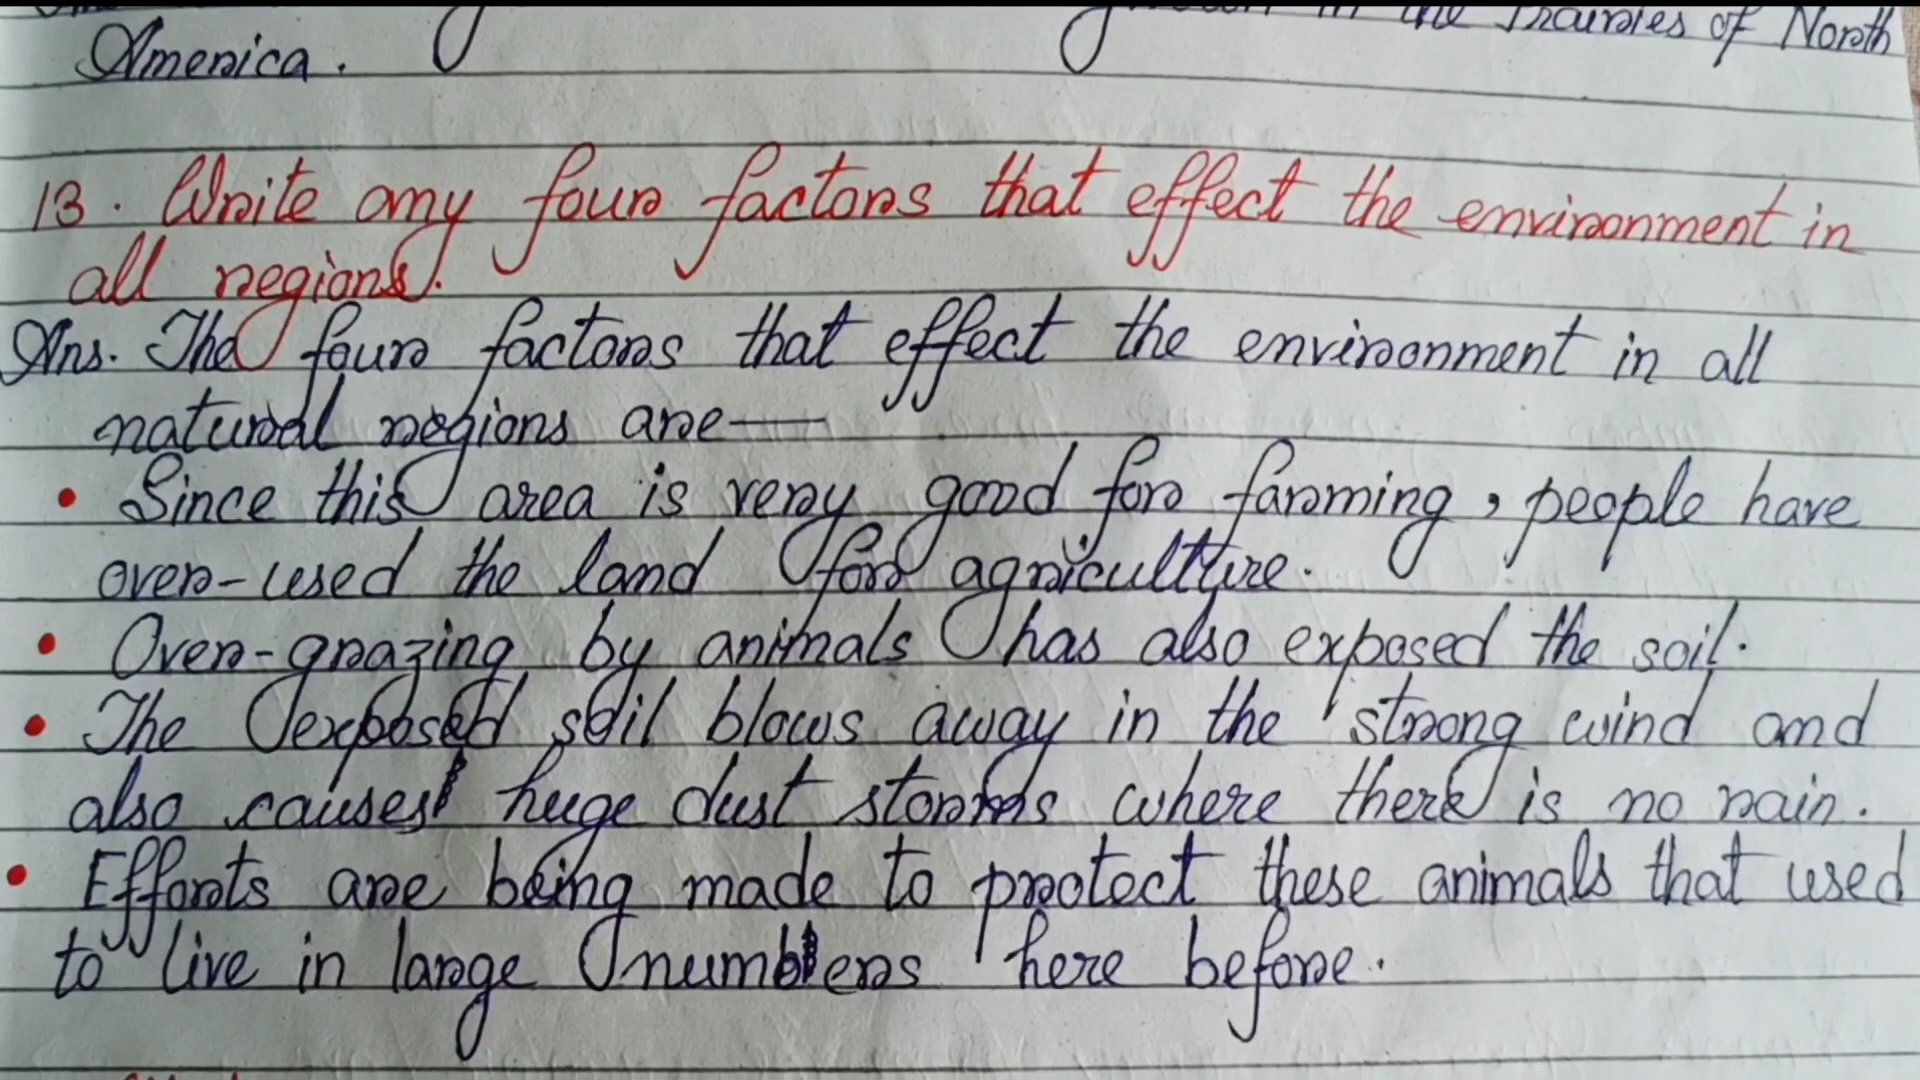 in the Prairies of North
America.
13. Write any four factors that effect the environment in
all regions.
Ans. The four factors that effect the environment in all
natural regions are—
• Since this area is very good for farming, people have
over-used the land for agriculture.
• Over-grazing by animals has also exposed the soil.
• The exposed soil blows away in the strong wind and
also causes huge dust storms where there is no rain.
• Efforts are being made to protect these animals that used
to live in large numbers here before.